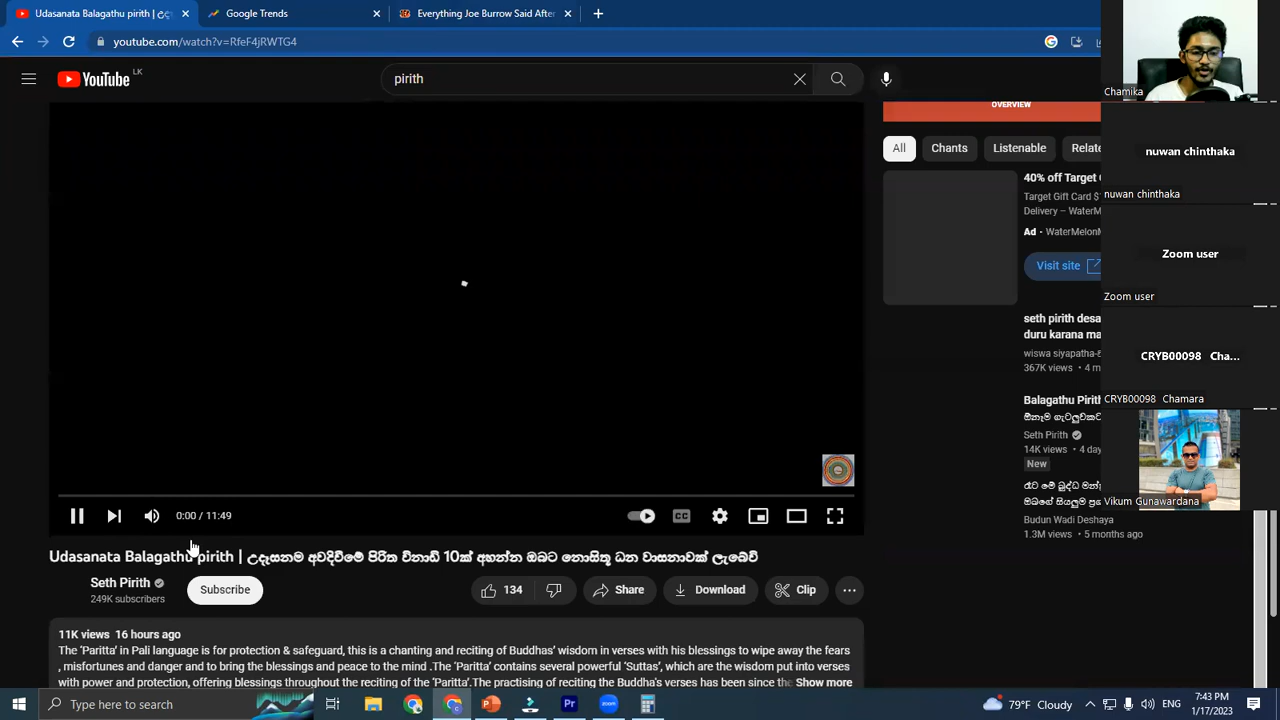 Udasanata Balagathu pirith | උදැ
Google Trends
Everything Joe Burrow Said After
youtube.com/watch?v=RfeF4jRWTG4
YouTube LK
pirith
Chamika
OVERVIEW
All
Chants
Listenable
Relate
40% off Target
Target Gift Card $
Delivery – WaterM
Ad · WaterMelonM
Visit site
seth pirith desa
duru karana ma
wiswa siyapatha-
367K views • 4 m
Balagathu Pirith
ඕනෑම ගැටලුවකට
Seth Pirith
14K views • 4 day
New
රෑට මේ බුද්ධ මන්
ඔබගේ සියලුම ප්‍ර
Budun Wadi Deshaya
1.3M views • 5 months ago
nuwan chinthaka
nuwan chinthaka
Zoom user
Zoom user
CRYB00098 Cha...
CRYB00098 Chamara
Vikum Gunawardana
0:00 / 11:49
CC
Udasanata Balagathu pirith | උදෑසනම අවදිවීමේ පිරිත විනාඩි 10ක් අහන්න ඔබට නොසිතූ ධන වාසනාවක් ලැබේවි
Seth Pirith
249K subscribers
Subscribe
134
Share
Download
Clip
11K views 16 hours ago
The 'Paritta' in Pali language is for protection & safeguard, this is a chanting and reciting of Buddhas' wisdom in verses with his blessings to wipe away the fears
, misfortunes and danger and to bring the blessings and peace to the mind .The 'Paritta' contains several powerful 'Suttas', which are the wisdom put into verses
with power and protection, offering blessings throughout the reciting of the 'Paritta'.The practising of reciting the Buddha's verses has been since the Show more
Type here to search
79°F Cloudy
ENG
7:43 PM
1/17/2023